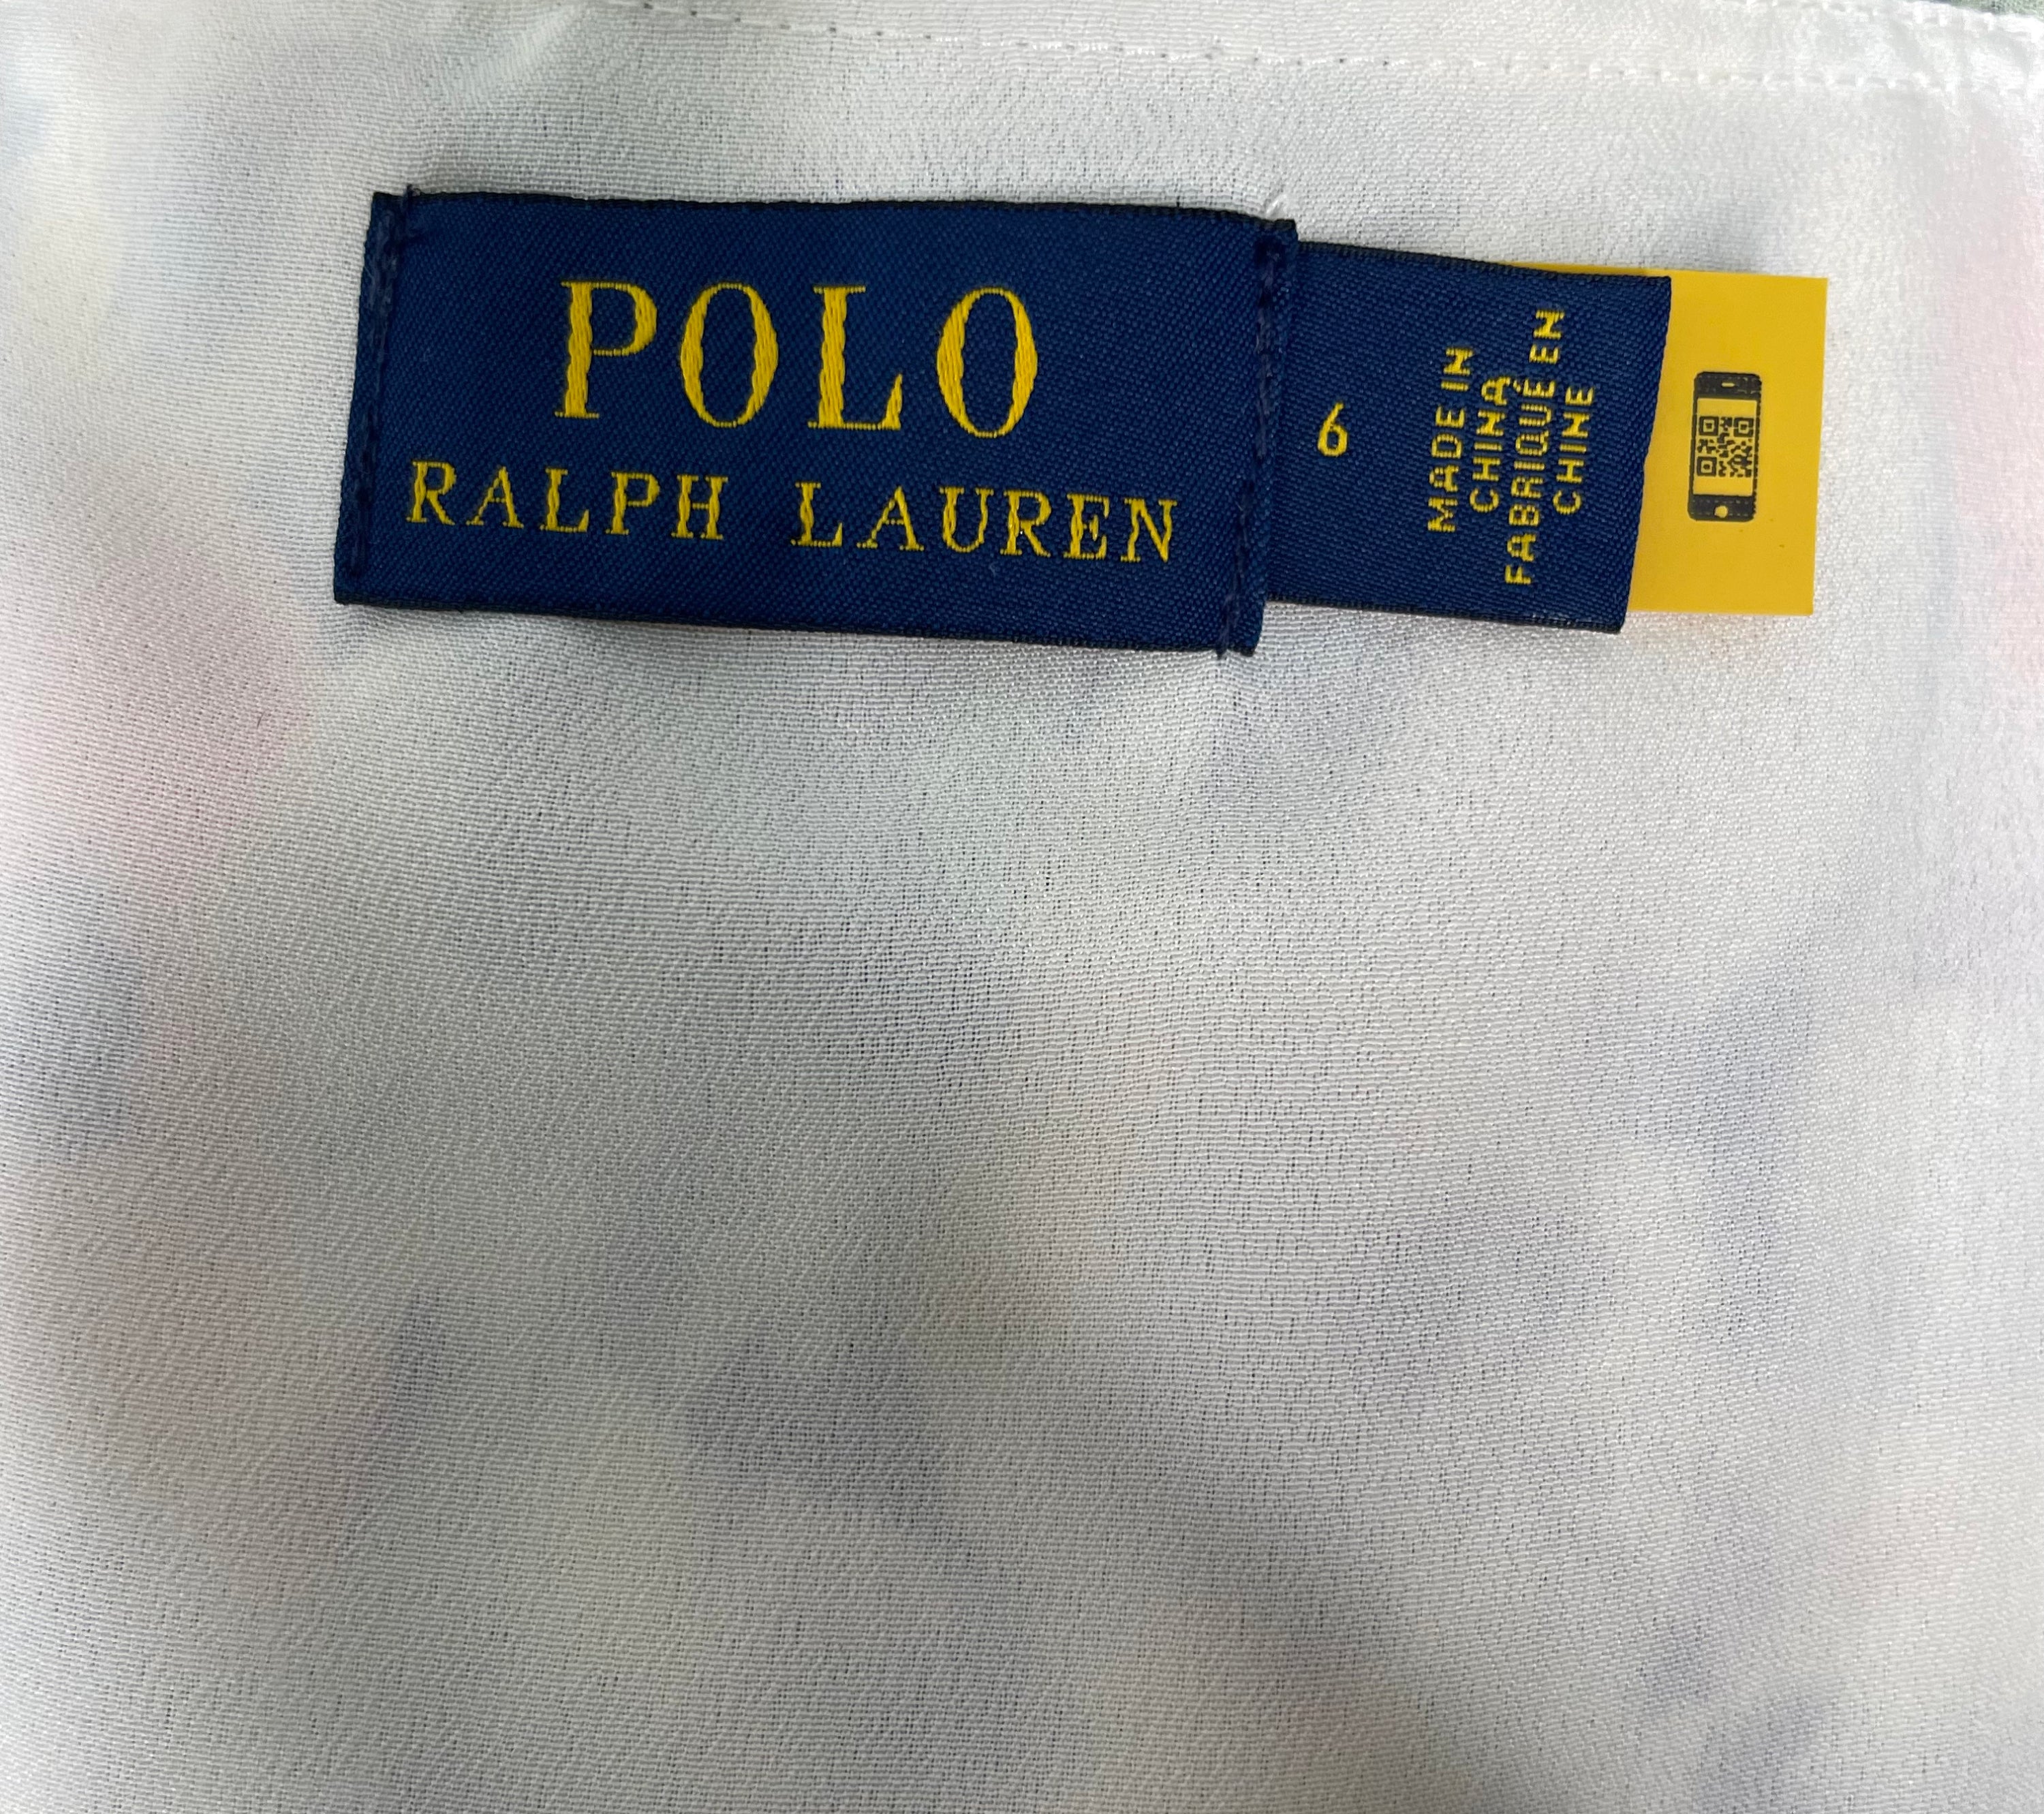 POLO
RALPH LAUREN
6
MADE IN
CHINA
FABRIQUÉ EN
CHINE